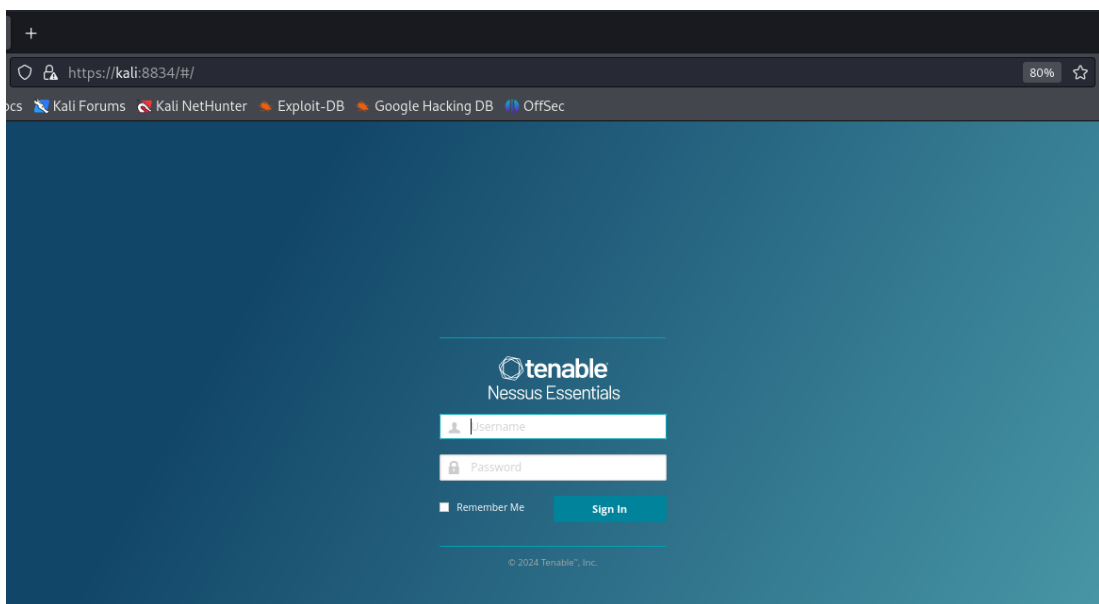 +
https://kali:8834/#/ 80%
ocs Kali Forums Kali NetHunter Exploit-DB Google Hacking DB OffSec
tenable
Nessus Essentials
Username
Password
Remember Me Sign In
© 2024 Tenable™, Inc.